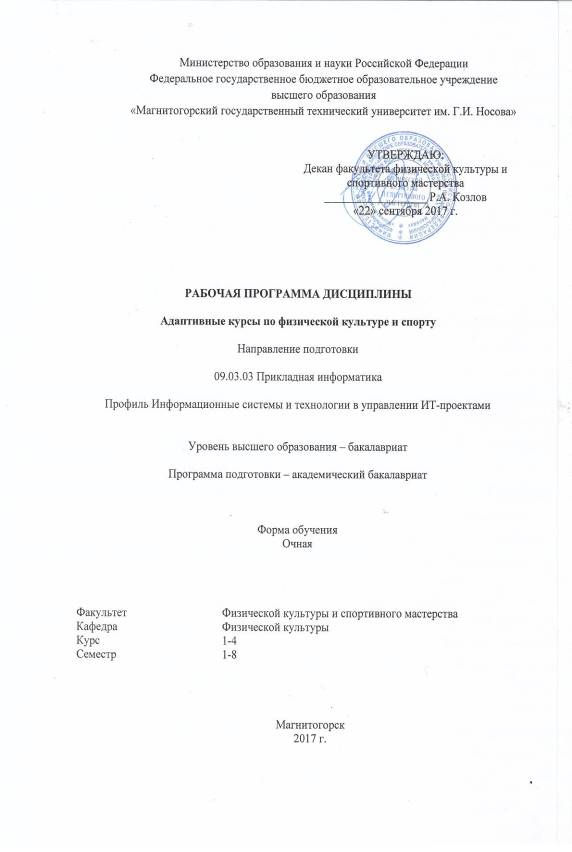 Министерство образования и науки Российской Федерации
Федеральное государственное бюджетное образовательное учреждение
высшего образования
«Магнитогорский государственный технический университет им. Г.И. Носова»
УТВЕРЖДАЮ:
Декан факультета физической культуры и
спортивного мастерства
Р.А. Козлов
«22» сентября 2017 г.
РАБОЧАЯ ПРОГРАММА ДИСЦИПЛИНЫ
Адаптивные курсы по физической культуре и спорту
Направление подготовки
09.03.03 Прикладная информатика
Профиль Информационные системы и технологии в управлении ИТ-проектами
Уровень высшего образования – бакалавриат
Программа подготовки – академический бакалавриат
Форма обучения
Очная
Факультет Физической культуры и спортивного мастерства
Кафедра Физической культуры
Курс 1-4
Семестр 1-8
Магнитогорск
2017 г.